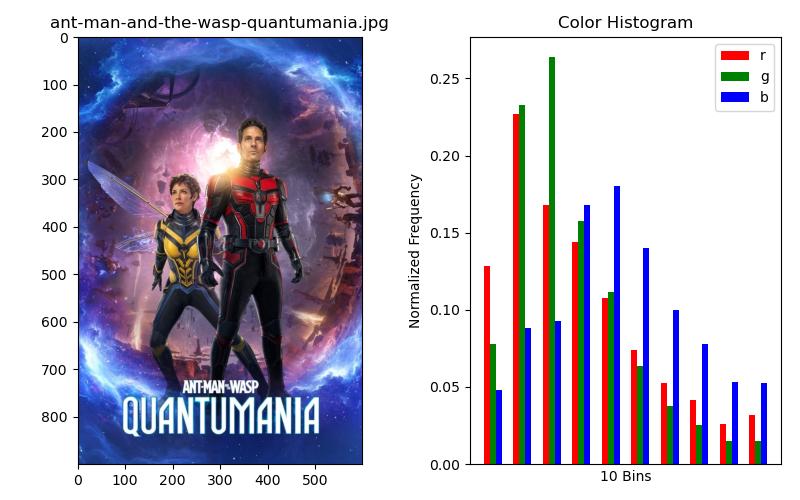 ant-man-and-the-wasp-quantumania.jpg
0
100
200
300
400
500
600
700
800
0 100 200 300 400 500
ANT-MAN AND THE WASP
QUANTUMANIA
Color Histogram
r
g
b
0.25
0.20
0.15
0.10
0.05
0.00
Normalized Frequency
10 Bins